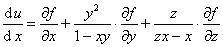 du/dx = ∂f/∂x + y²/(1−xy) · ∂f/∂y + z/(zx−x) · ∂f/∂z